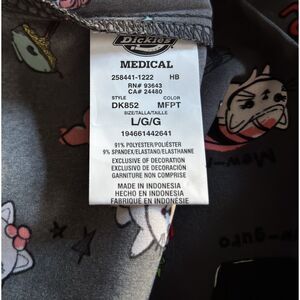 Dickies
MEDICAL
258441-1222 HB
RN# 93643
CA# 24480
STYLE COLOR
DK852 MFPT
SIZE/TALLA/TAILLE
L/G/G
194661442641
91% POLYESTER/POLIÉSTER
9% SPANDEX/ELASTANO/ELASTHANNE
EXCLUSIVE OF DECORATION
EXCLUSIVO DE DECORACIÓN
GARNITURE NON COMPRISE
MADE IN INDONESIA
HECHO EN INDONESIA
FABRIQUÉ EN INDONÉSIE